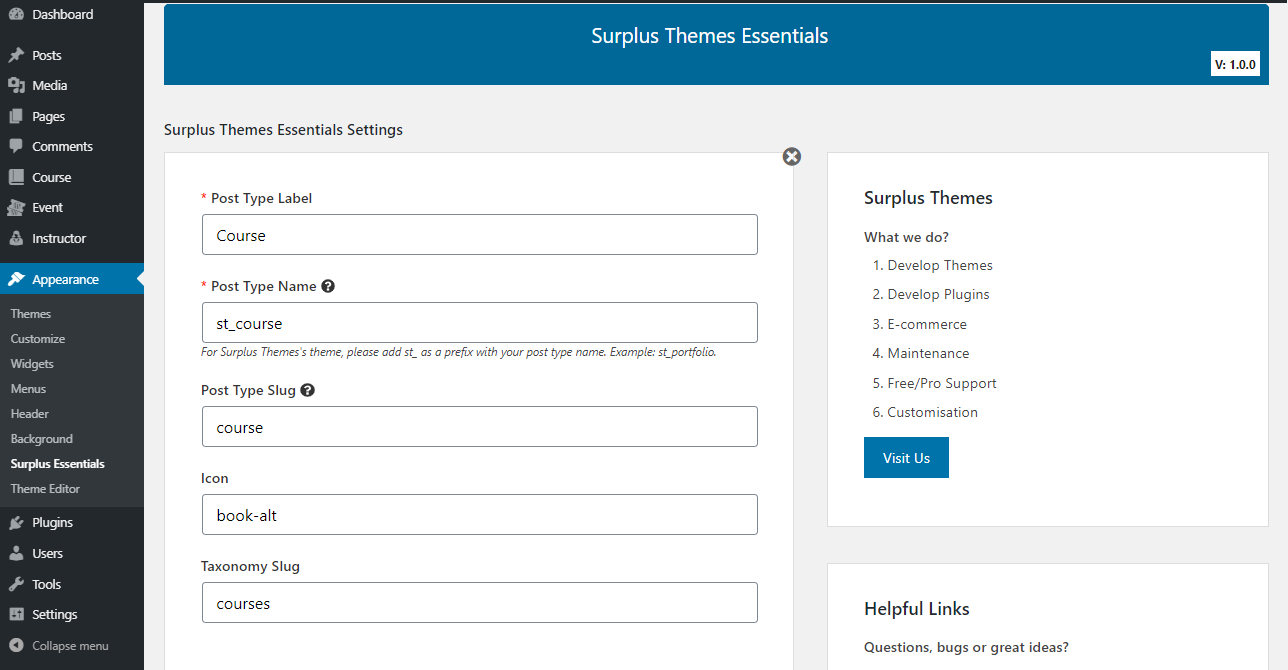 Dashboard
Posts
Media
Pages
Comments
Course
Event
Instructor
Appearance
Themes
Customize
Widgets
Menus
Header
Background
Surplus Essentials
Theme Editor
Plugins
Users
Tools
Settings
Collapse menu
Surplus Themes Essentials
V: 1.0.0
Surplus Themes Essentials Settings
* Post Type Label
Course
* Post Type Name
st_course
For Surplus Themes's theme, please add st_ as a prefix with your post type name. Example: st_portfolio.
Post Type Slug
course
Icon
book-alt
Taxonomy Slug
courses
Surplus Themes
What we do?
1. Develop Themes
2. Develop Plugins
3. E-commerce
4. Maintenance
5. Free/Pro Support
6. Customisation
Visit Us
Helpful Links
Questions, bugs or great ideas?